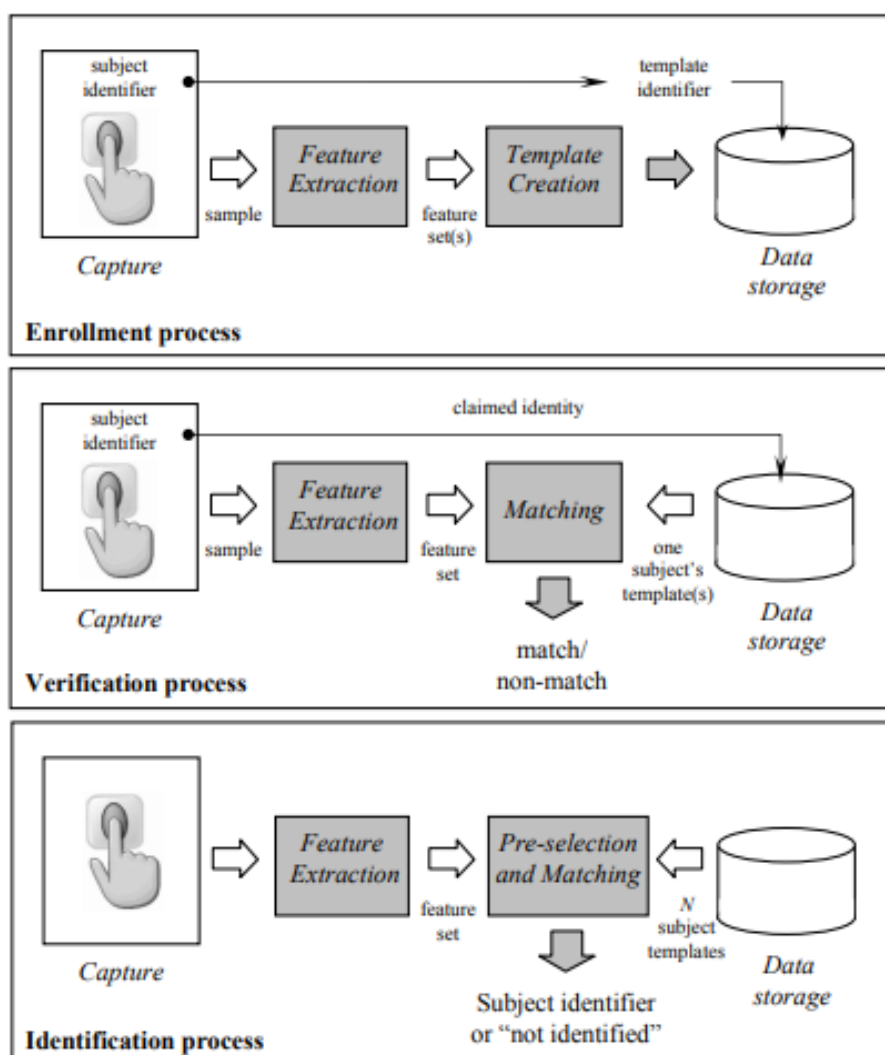 subject
identifier
template
identifier
Feature
Extraction
Template
Creation
sample
feature
set(s)
Capture
Data
storage
Enrollment process
subject
identifier
claimed identity
Feature
Extraction
Matching
sample
feature
set
one
subject's
template(s)
Capture
Data
storage
match/
non-match
Verification process
Feature
Extraction
Pre-selection
and Matching
feature
set
N
subject
templates
Capture
Data
storage
Subject identifier
or “not identified”
Identification process